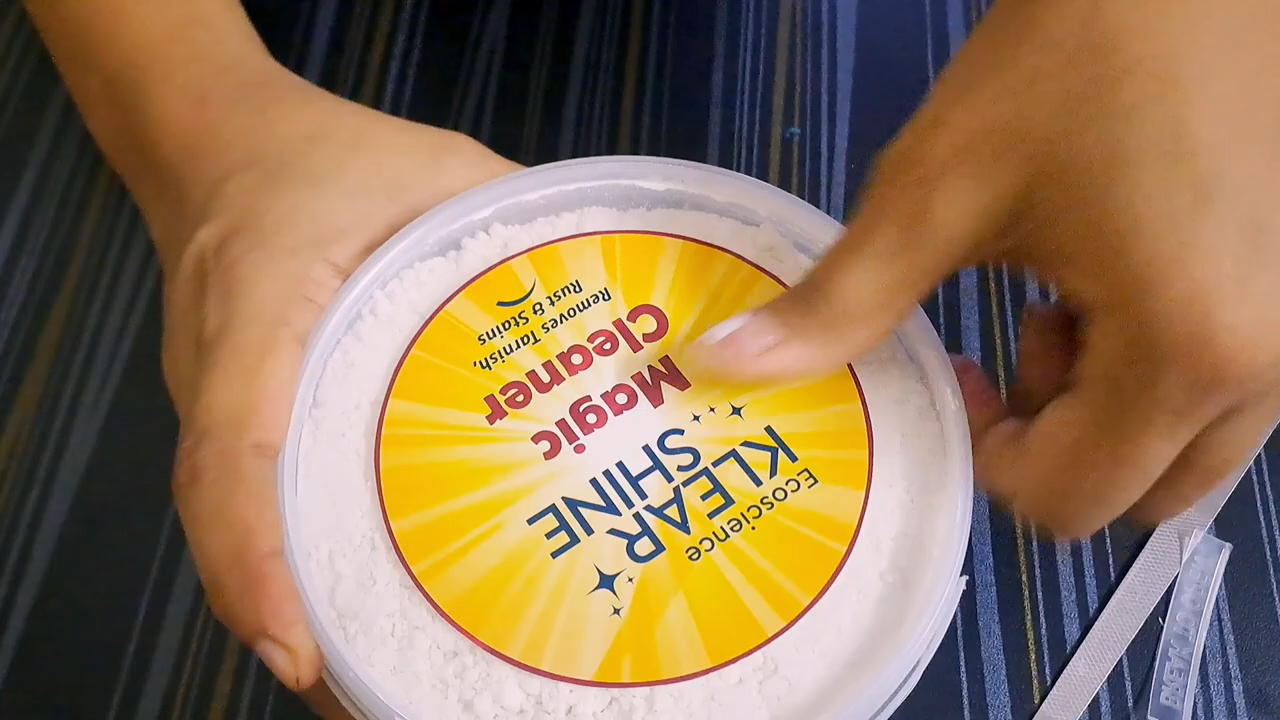 Ecoscience
KLEAR
SHINE
Magic
Cleaner
Removes Tarnish,
Rust & Stains